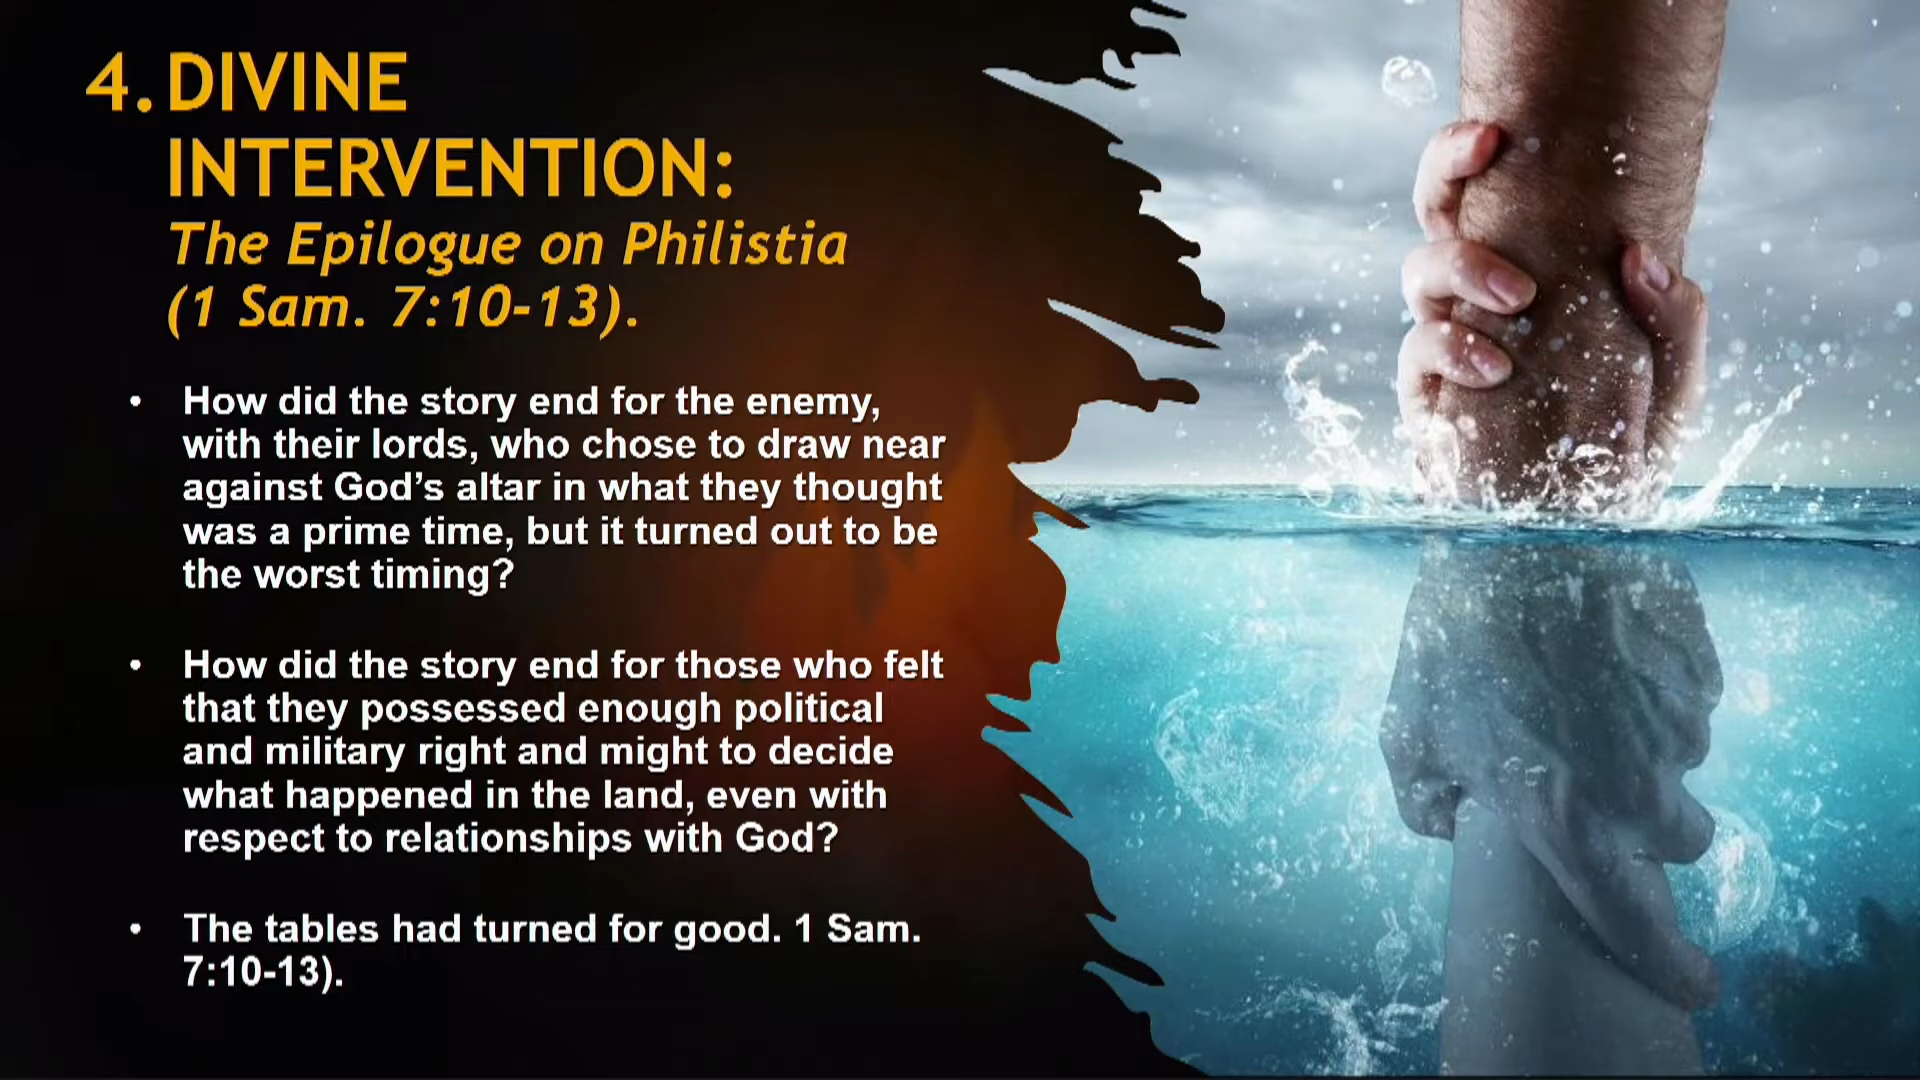 4. DIVINE
INTERVENTION:
The Epilogue on Philistia
(1 Sam. 7:10-13).
• How did the story end for the enemy,
with their lords, who chose to draw near
against God’s altar in what they thought
was a prime time, but it turned out to be
the worst timing?
• How did the story end for those who felt
that they possessed enough political
and military right and might to decide
what happened in the land, even with
respect to relationships with God?
• The tables had turned for good. 1 Sam.
7:10-13).